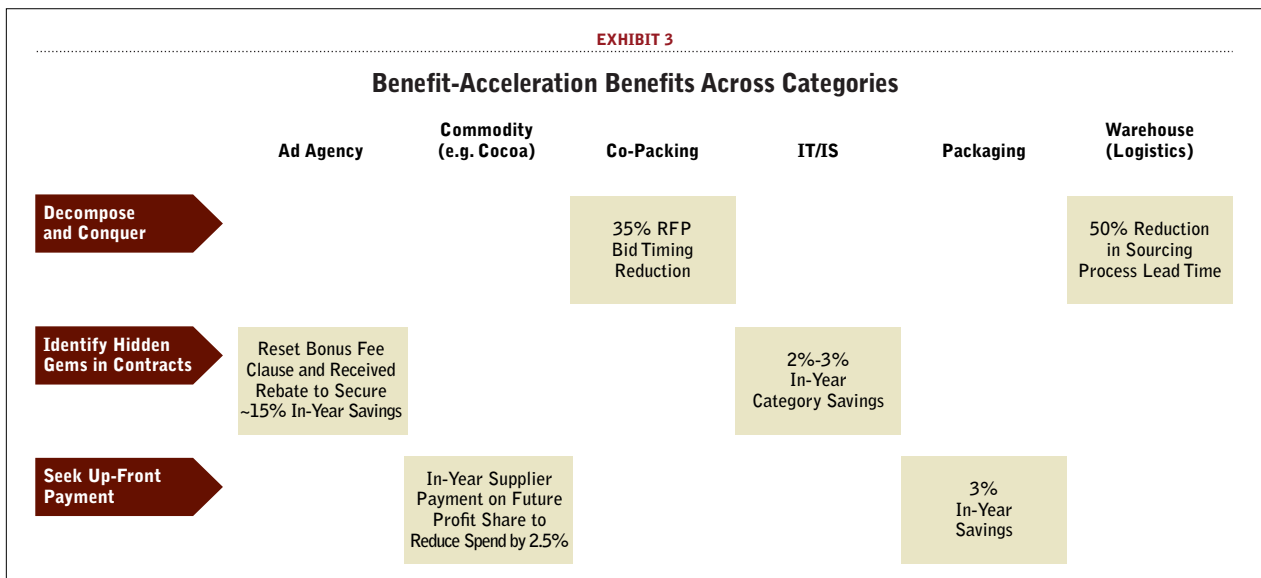 EXHIBIT 3
Benefit-Acceleration Benefits Across Categories
Ad Agency
Commodity
(e.g. Cocoa)
Co-Packing
IT/IS
Packaging
Warehouse
(Logistics)
Decompose
and Conquer
35% RFP
Bid Timing
Reduction
50% Reduction
in Sourcing
Process Lead Time
Identify Hidden
Gems in Contracts
Reset Bonus Fee
Clause and Received
Rebate to Secure
~15% In-Year Savings
2%-3%
In-Year
Category Savings
Seek Up-Front
Payment
In-Year Supplier
Payment on Future
Profit Share to
Reduce Spend by 2.5%
3%
In-Year
Savings